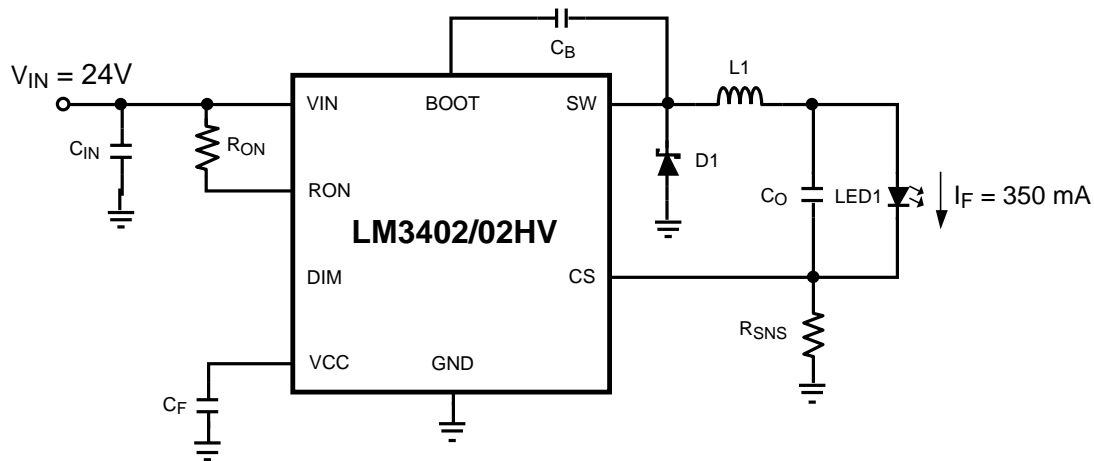 C_B
V_IN = 24V
L1
VIN
BOOT
SW
C_IN
R_ON
D1
RON
C_O
LED1
I_F = 350 mA
LM3402/02HV
DIM
CS
R_SNS
VCC
GND
C_F